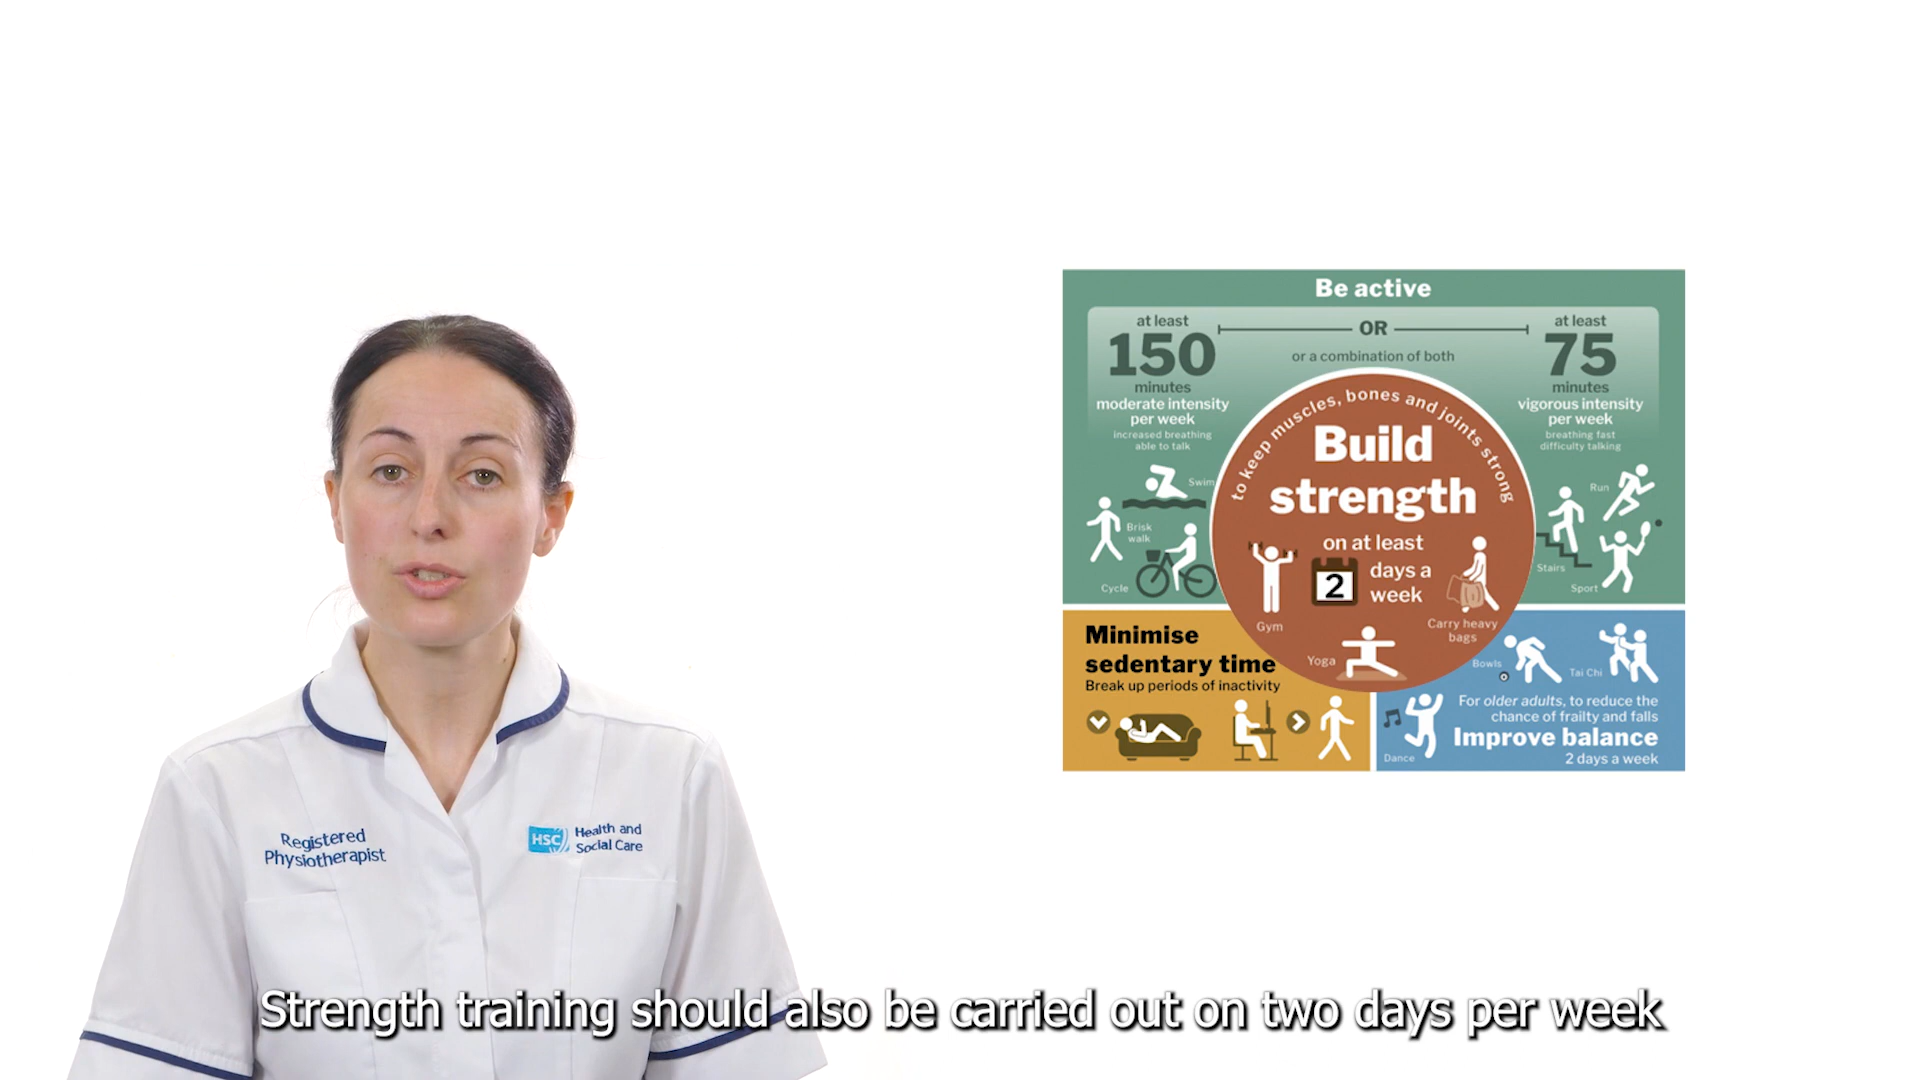 Be active
at least
150
minutes
moderate intensity
per week
increased breathing
able to talk
OR
or a combination of both
at least
75
minutes
vigorous intensity
per week
breathing fast
difficulty talking
to keep muscles, bones and joints strong
Build
strength
on at least
2
days a
week
Gym
Yoga
Carry heavy
bags
Swim
Brisk
walk
Cycle
Run
Stairs
Sport
Minimise
sedentary time
Break up periods of inactivity
Bowls
Tai Chi
For older adults, to reduce the
chance of frailty and falls
Improve balance
2 days a week
Dance
Registered
Physiotherapist
HSC
Health and
Social Care
Strength training should also be carried out on two days per week